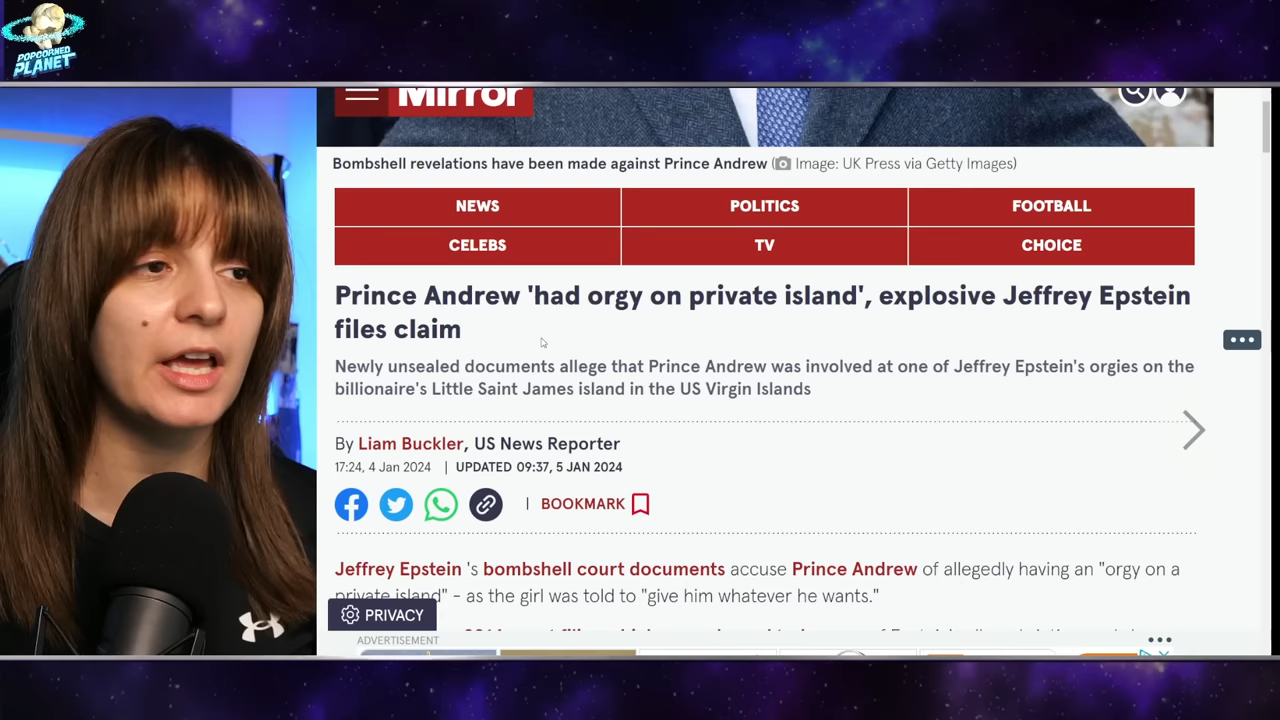 POPCORNED
PLANET
Mirror
Bombshell revelations have been made against Prince Andrew ( Image: UK Press via Getty Images)
NEWS
POLITICS
FOOTBALL
CELEBS
TV
CHOICE
Prince Andrew 'had orgy on private island', explosive Jeffrey Epstein
files claim
Newly unsealed documents allege that Prince Andrew was involved at one of Jeffrey Epstein's orgies on the
billionaire's Little Saint James island in the US Virgin Islands
By Liam Buckler, US News Reporter
17:24, 4 Jan 2024 | UPDATED 09:37, 5 JAN 2024
| BOOKMARK
Jeffrey Epstein 's bombshell court documents accuse Prince Andrew of allegedly having an "orgy on a
private island" - as the girl was told to "give him whatever he wants."
PRIVACY
ADVERTISEMENT